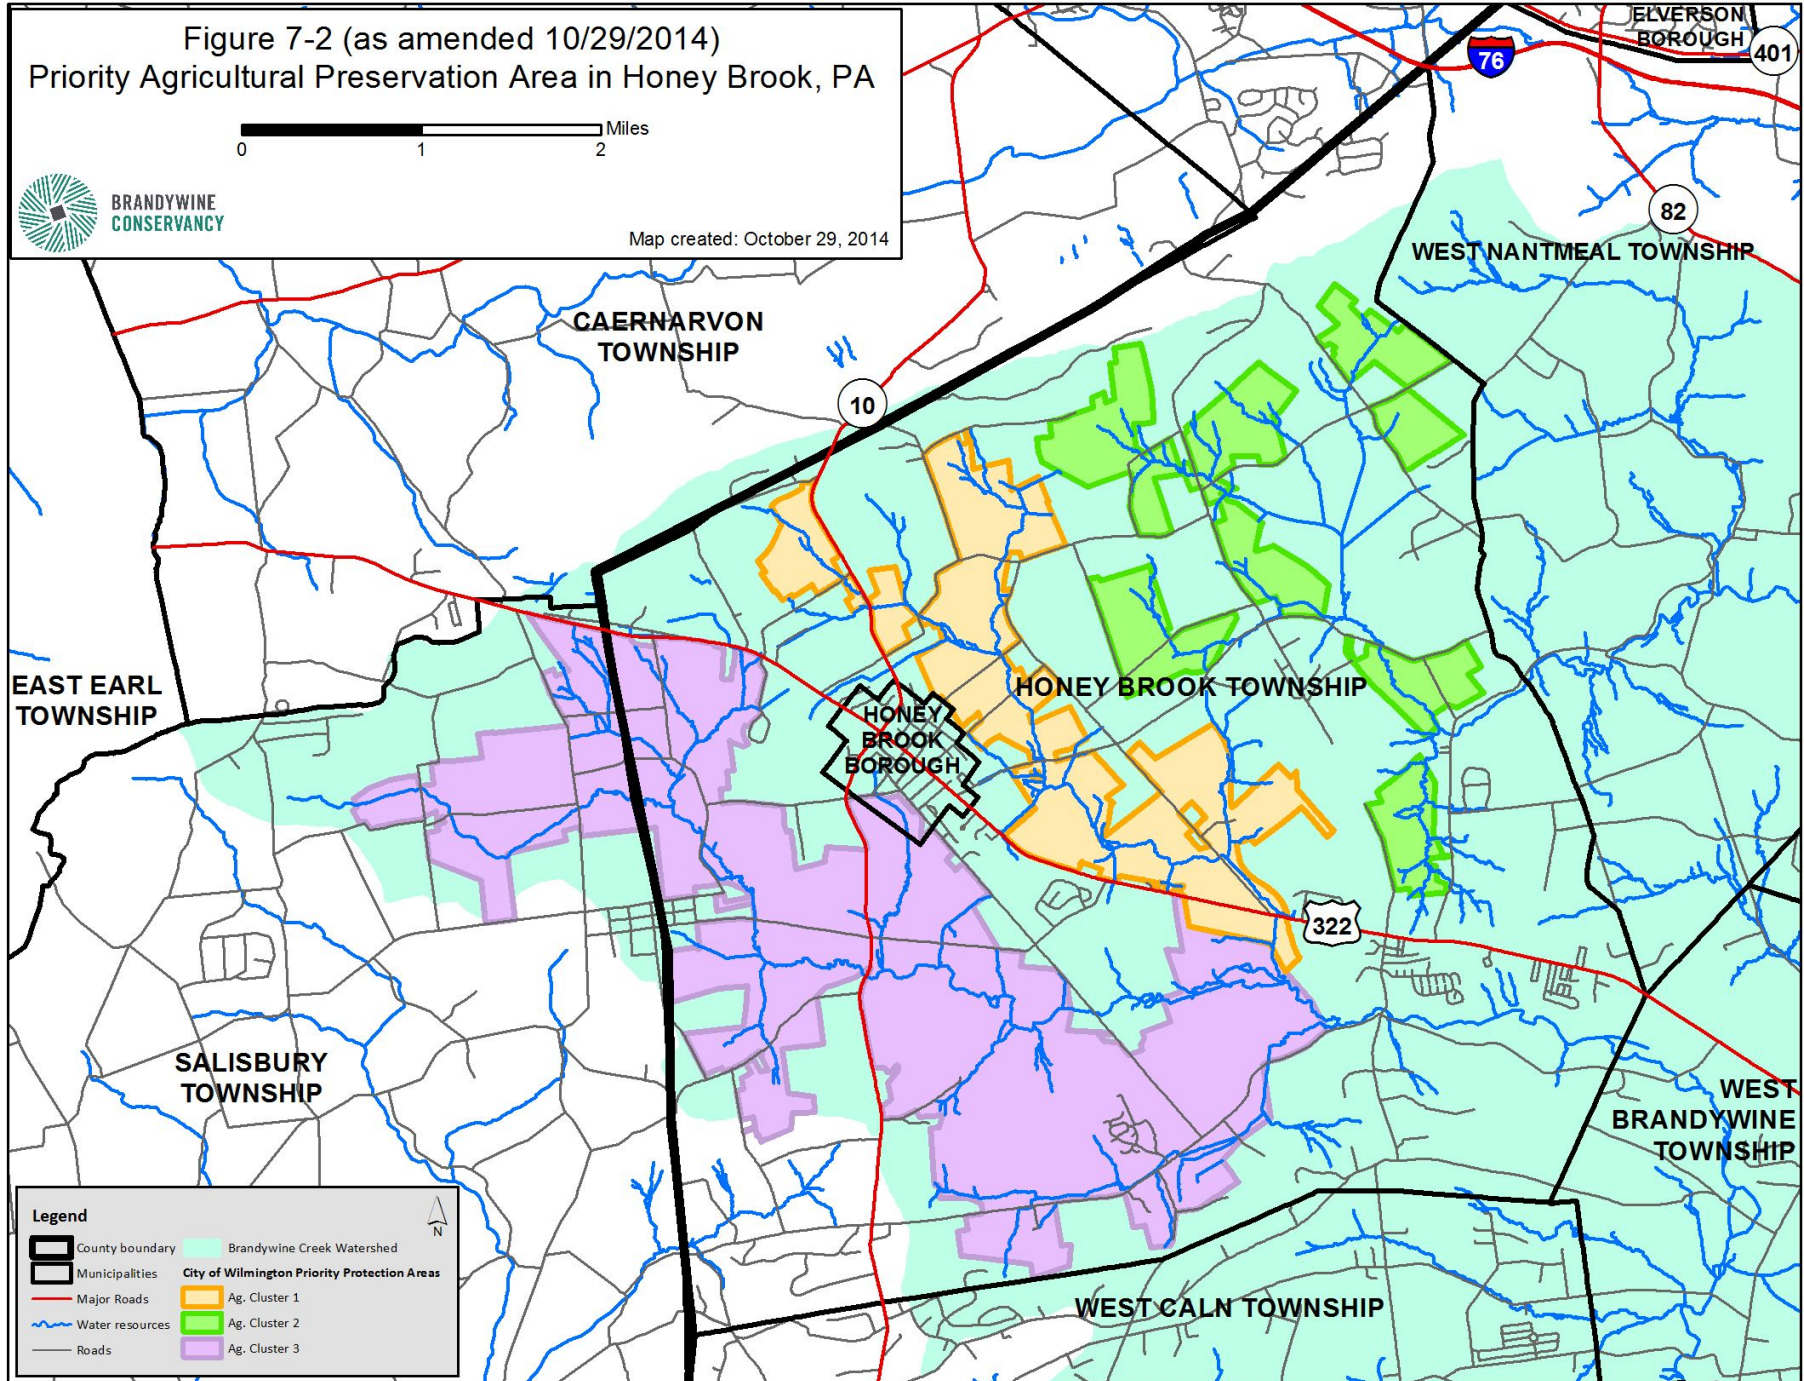 Figure 7-2 (as amended 10/29/2014)
Priority Agricultural Preservation Area in Honey Brook, PA
Miles
0 1 2
BRANDYWINE
CONSERVANCY
Map created: October 29, 2014
ELVERSON
BOROUGH
401
76
82
WEST NANTMEAL TOWNSHIP
CAERNARVON
TOWNSHIP
10
EAST EARL
TOWNSHIP
HONEY BROOK TOWNSHIP
HONEY
BROOK
BOROUGH
322
SALISBURY
TOWNSHIP
WEST
BRANDYWINE
TOWNSHIP
WEST CALN TOWNSHIP
Legend
N
County boundary
Municipalities
Major Roads
Water resources
Roads
Brandywine Creek Watershed
City of Wilmington Priority Protection Areas
Ag. Cluster 1
Ag. Cluster 2
Ag. Cluster 3